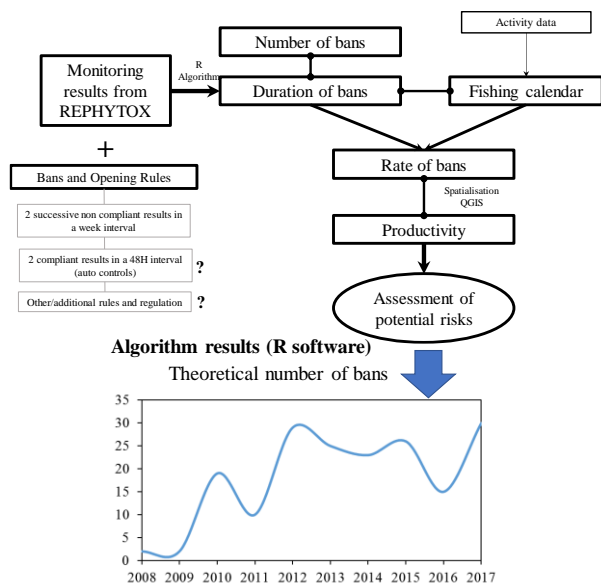 Activity data
Number of bans
Monitoring
results from
REPHYTOX
R
Algorithm
Duration of bans
Fishing calendar
+
Bans and Opening Rules
Rate of bans
2 successive non compliant results in
a week interval
Spatialisation
QGIS
Productivity
2 compliant results in a 48H interval
(auto controls)
?
Other/additional rules and regulation
?
Assessment of
potential risks
Algorithm results (R software)
Theoretical number of bans
35
30
25
20
15
10
5
0
2008 2009 2010 2011 2012 2013 2014 2015 2016 2017